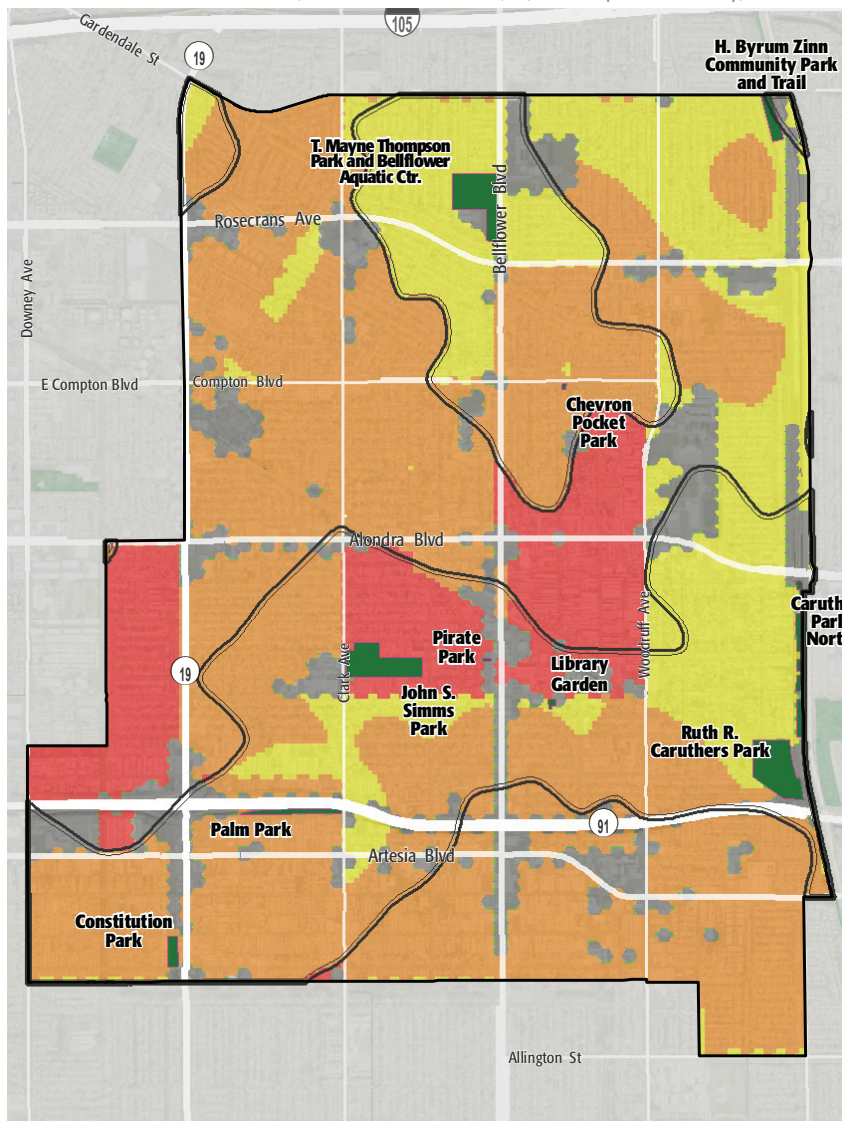 105
Gardendale St
19
H. Byrum Zinn
Community Park
and Trail
T. Mayne Thompson
Park and Bellflower
Aquatic Ctr.
Bellflower Blvd
Rosecrans Ave
Downey Ave
E Compton Blvd
Compton Blvd
Chevron
Pocket
Park
Alondra Blvd
Caruth
Park
Nort
Woodruff Ave
Pirate
Park
Clark Ave
19
Library
Garden
John S.
Simms
Park
Ruth R.
Caruthers Park
Palm Park
91
Artesia Blvd
Constitution
Park
Allington St